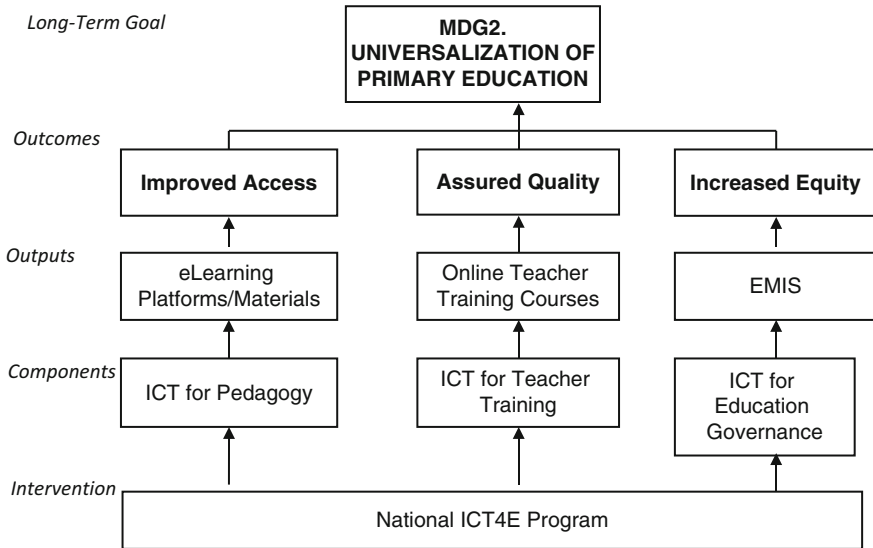 Long-Term Goal
MDG2.
UNIVERSALIZATION OF
PRIMARY EDUCATION
Outcomes
Improved Access
Assured Quality
Increased Equity
Outputs
eLearning
Platforms/Materials
Online Teacher
Training Courses
EMIS
Components
ICT for Pedagogy
ICT for Teacher
Training
ICT for
Education
Governance
Intervention
National ICT4E Program